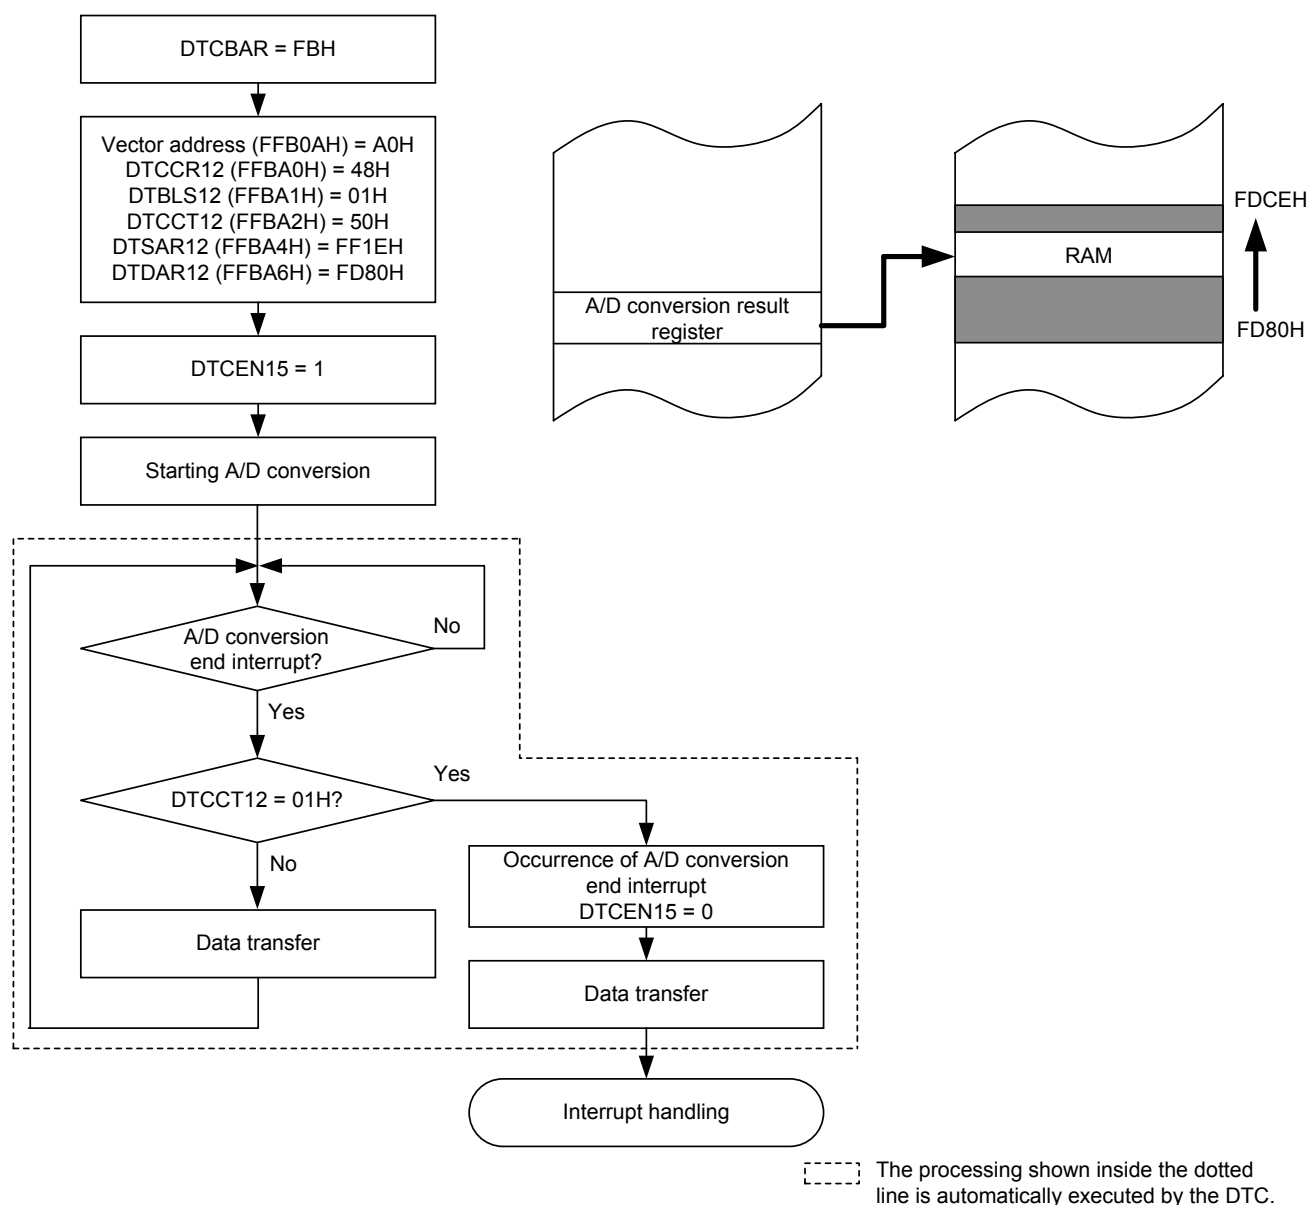 DTCBAR = FBH
Vector address (FFB0AH) = A0H
DTCCR12 (FFBA0H) = 48H
DTBLS12 (FFBA1H) = 01H
DTCCT12 (FFBA2H) = 50H
DTSAR12 (FFBA4H) = FF1EH
DTDAR12 (FFBA6H) = FD80H
DTCEN15 = 1
Starting A/D conversion
A/D conversion result
register
RAM
FDCEH
FD80H
A/D conversion
end interrupt?
No
Yes
DTCCT12 = 01H?
Yes
No
Data transfer
Occurrence of A/D conversion
end interrupt
DTCEN15 = 0
Data transfer
Interrupt handling
The processing shown inside the dotted
line is automatically executed by the DTC.